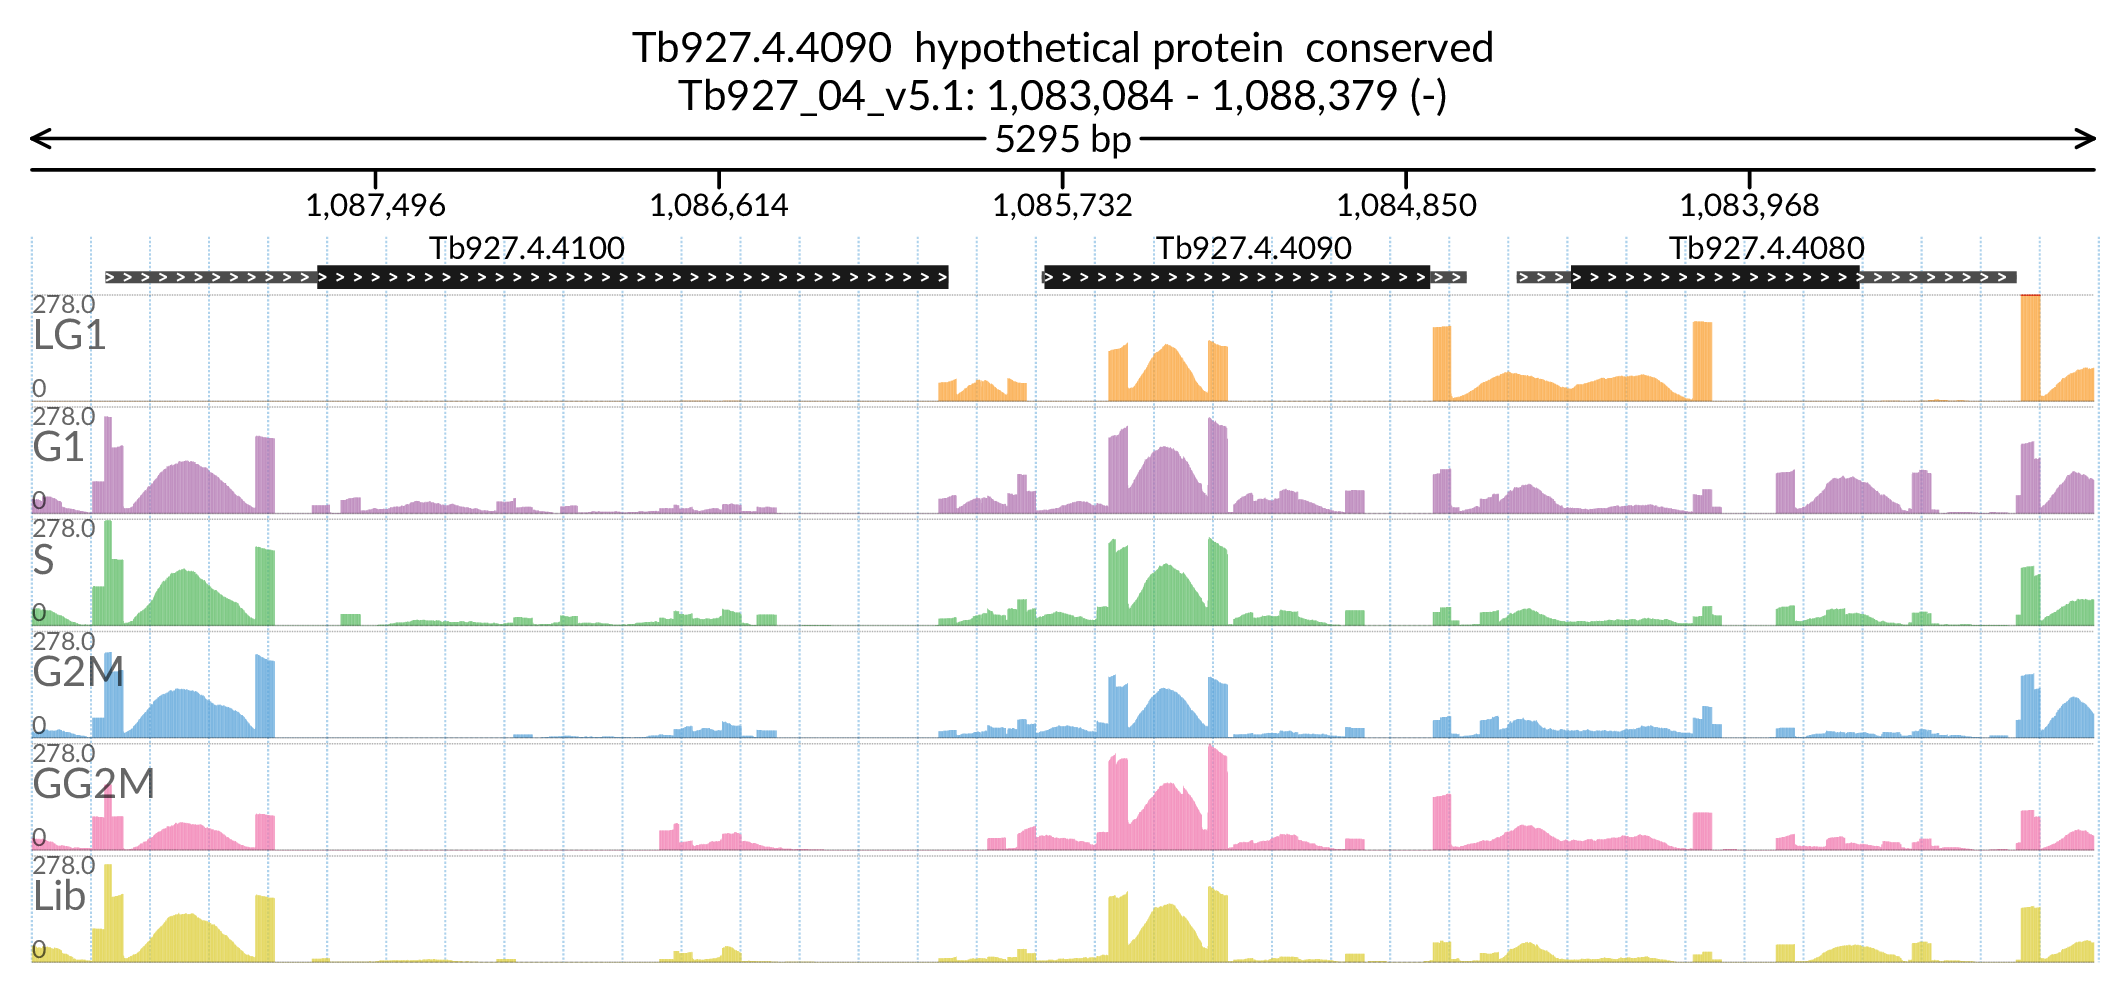 Tb927.4.4090 hypothetical protein conserved
Tb927_04_v5.1: 1,083,084 - 1,088,379 (-)
5295 bp
1,087,496 1,086,614 1,085,732 1,084,850 1,083,968
Tb927.4.4100 Tb927.4.4090 Tb927.4.4080
278.0
LG1
0
278.0
G1
0
278.0
S
0
278.0
G2M
0
278.0
GG2M
0
278.0
Lib
0